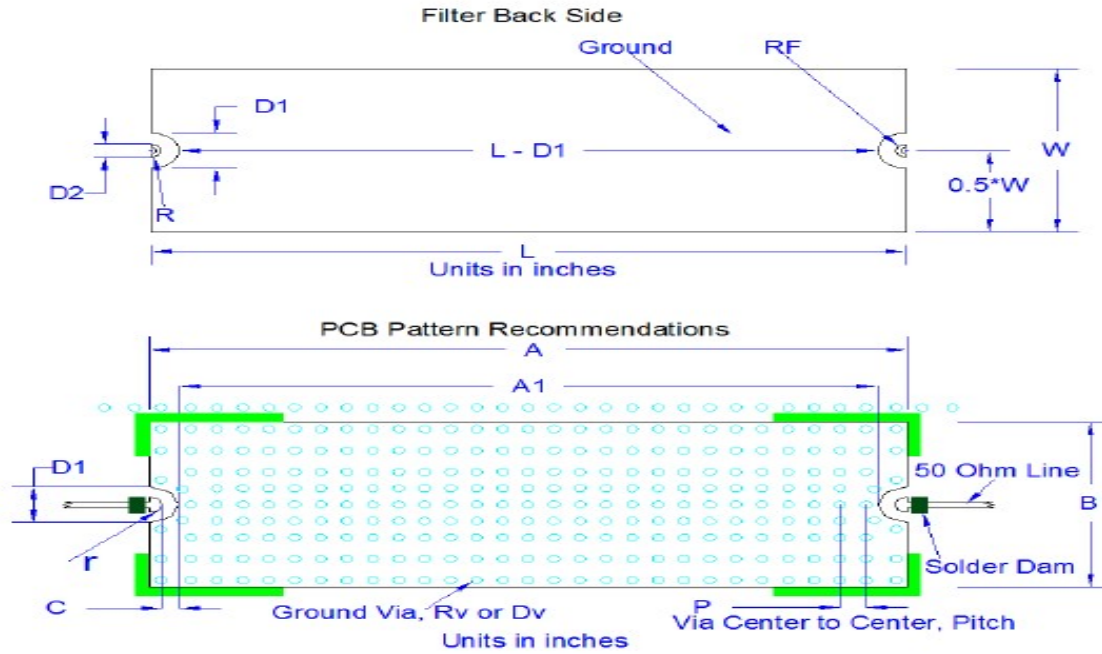 Filter Back Side
Ground
RF
D1
L - D1
W
D2
R
0.5*W
L
Units in inches
PCB Pattern Recommendations
A
A1
D1
50 Ohm Line
B
r
Solder Dam
C
Ground Via, Rv or Dv
P
Via Center to Center, Pitch
Units in inches